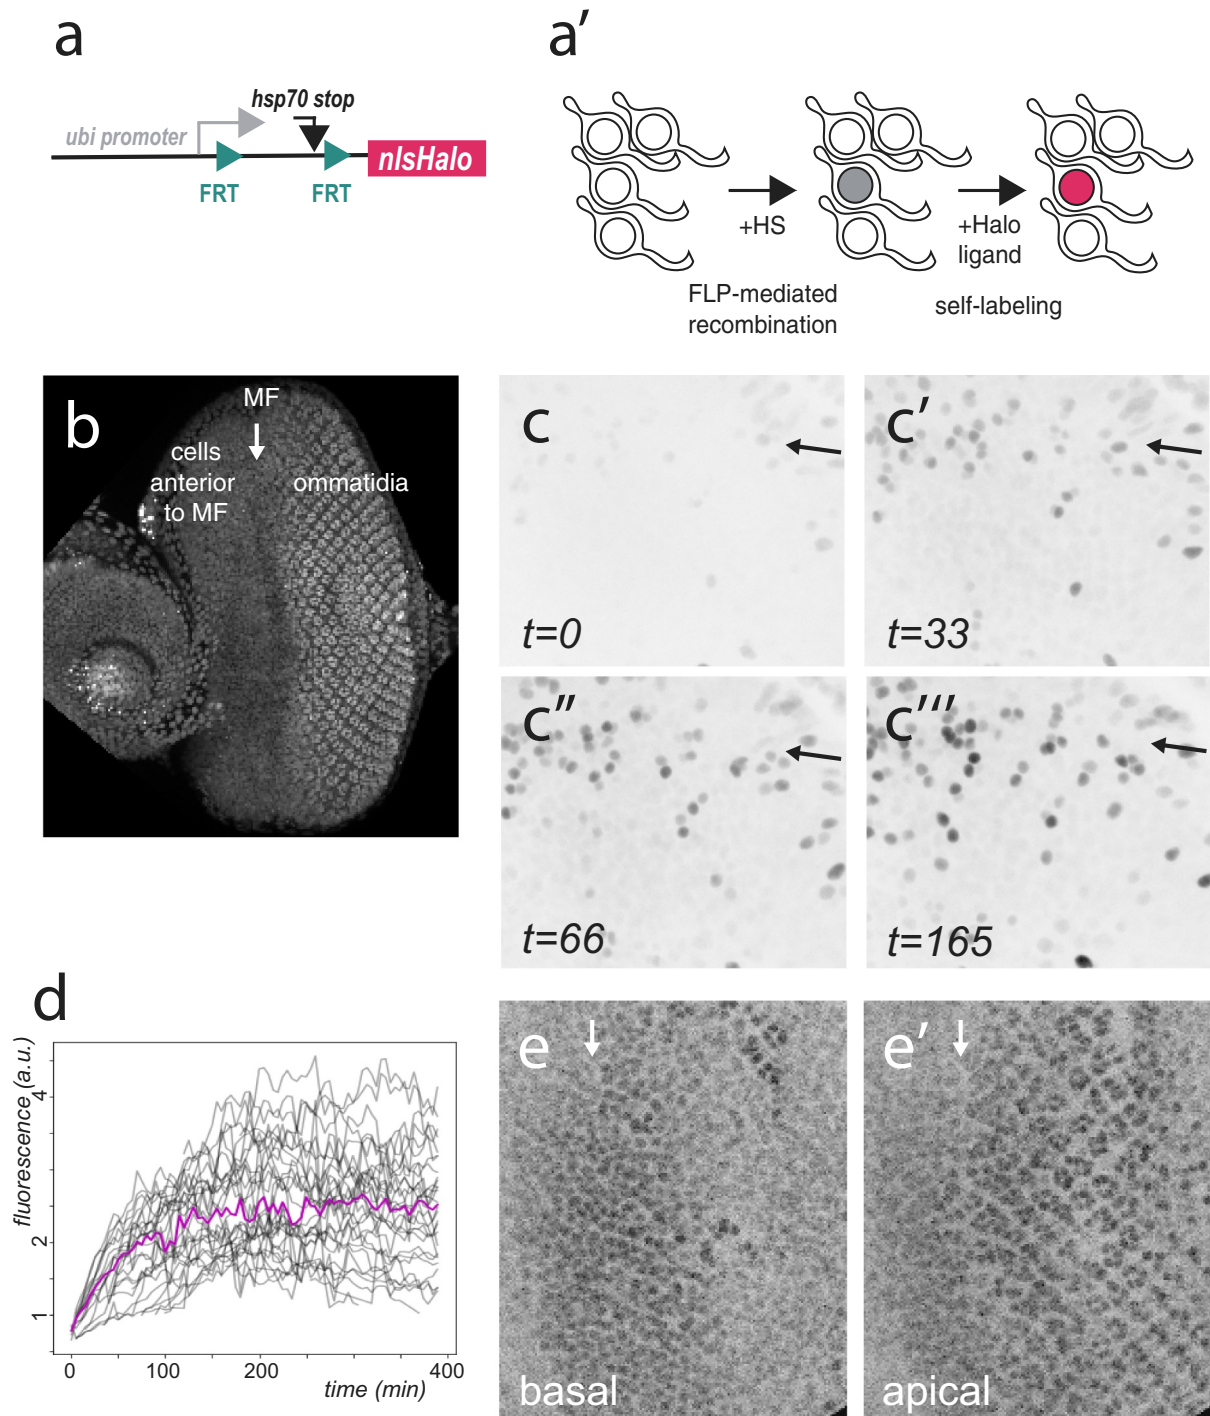 a
a′
hsp70 stop
ubi promoter
nlsHalo
FRT
FRT
+HS
+Halo
ligand
FLP-mediated
recombination
self-labeling
b
MF
cells
anterior
to MF
ommatidia
c
t=0
c′
t=33
c″
t=66
c‴
t=165
d
fluorescence (a.u.)
4
2
1
0
100
200
300
400
time (min)
e
basal
e′
apical